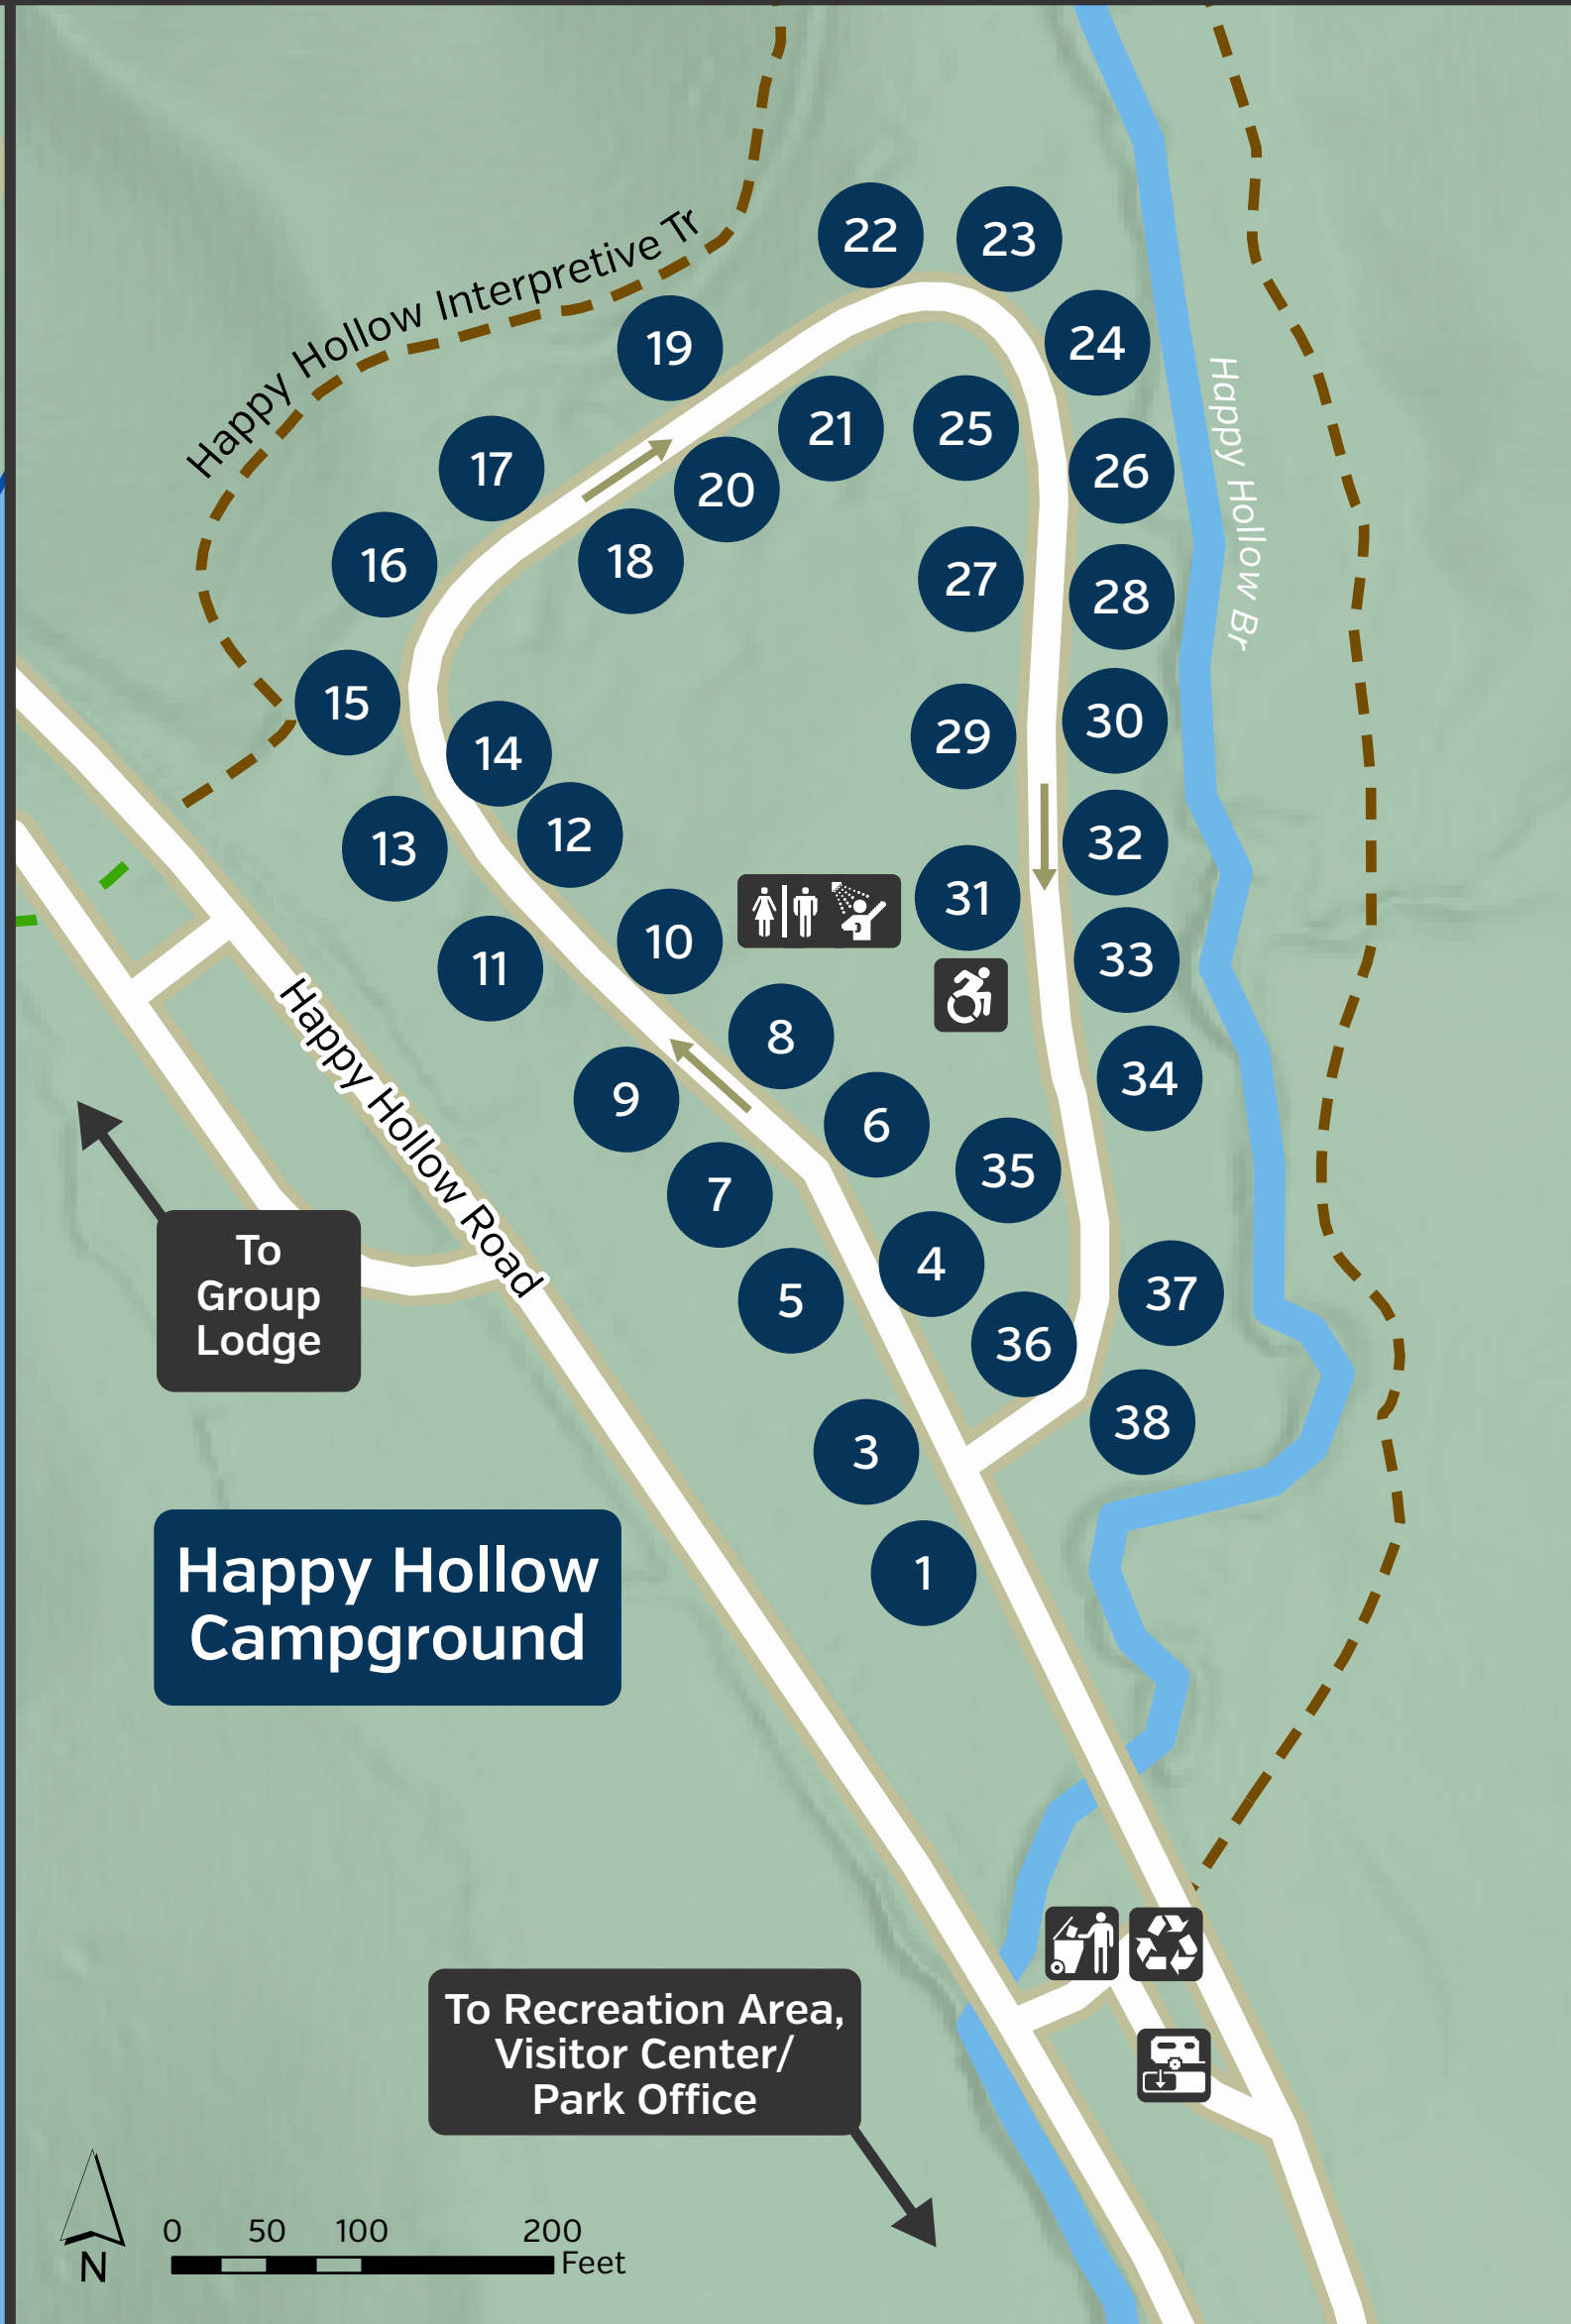 Happy Hollow Interpretive Tr
22
23
24
19
21
25
17
20
26
16
18
27
28
Happy Hollow Br
15
14
29
30
13
12
32
31
10
11
33
8
34
9
6
7
35
4
5
37
36
38
3
1
Happy Hollow Road
To
Group
Lodge
Happy Hollow
Campground
To Recreation Area,
Visitor Center/
Park Office
N
0 50 100 200
Feet